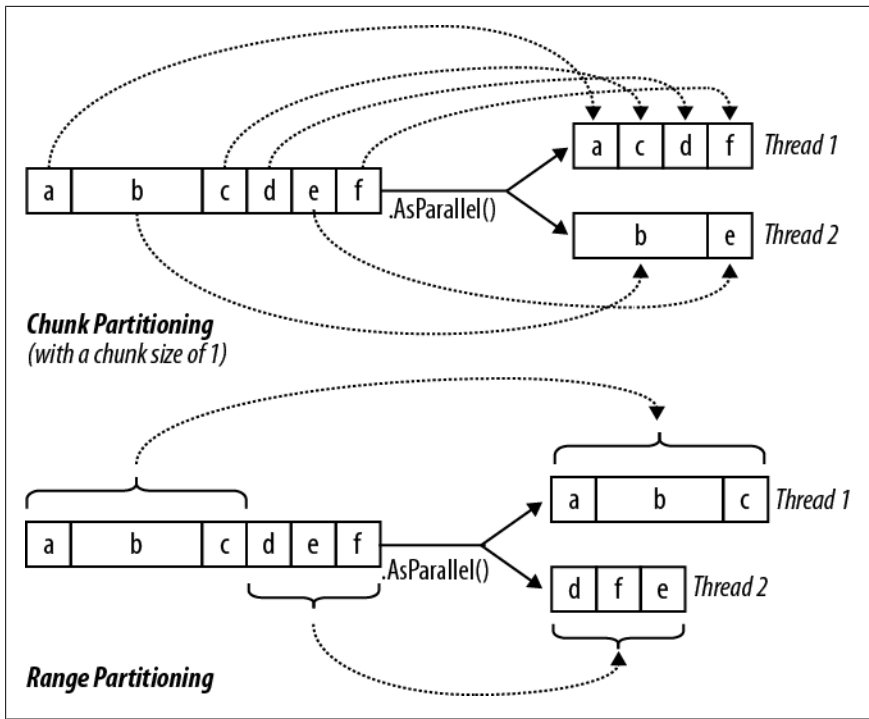 a c d f Thread 1
a b c d e f
.AsParallel()
b e Thread 2
Chunk Partitioning
(with a chunk size of 1)
a b c Thread 1
a b c d e f
.AsParallel()
d f e Thread 2
Range Partitioning